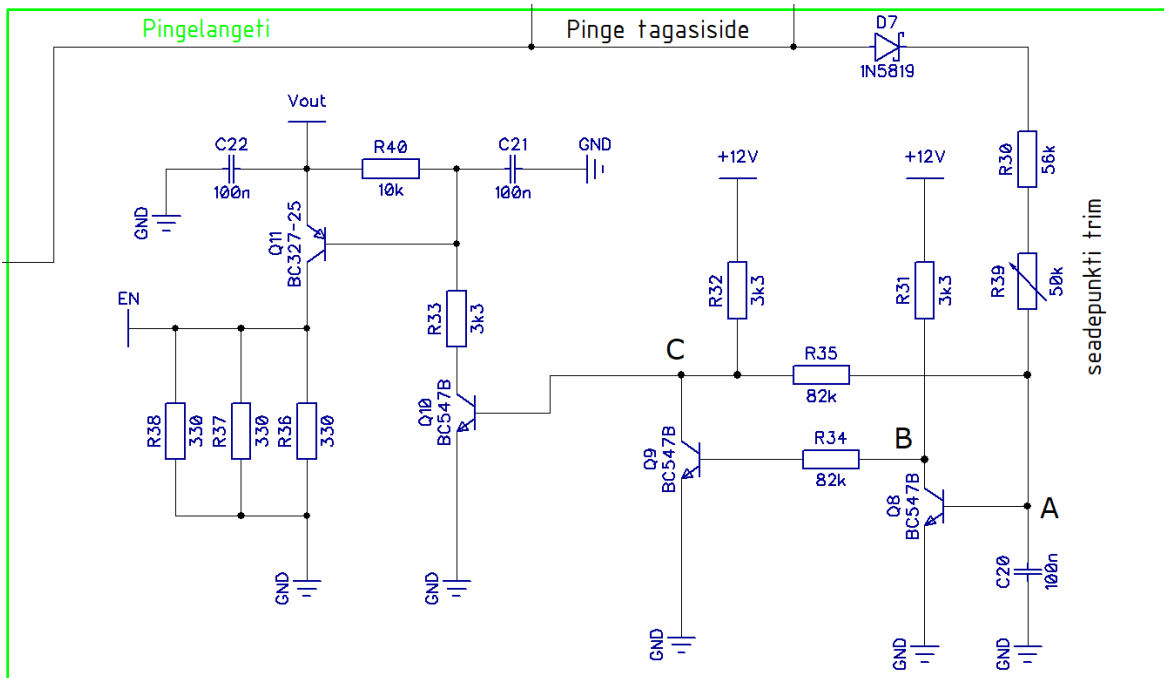 Pingelangeti
Pinge tagasiside
D7
1N5819
Vout
C22
100n
R40
10k
C21
100n
GND
+12V
+12V
R30
56k
GND
Q11
BC327-25
R32
3k3
R31
3k3
R39
50k
seadepunkti trim
EN
R33
3k3
C
R35
82k
R38
330
R37
330
R36
330
Q10
BC547B
Q9
BC547B
R34
82k
B
Q8
BC547B
A
C20
100n
GND
GND
GND
GND
GND